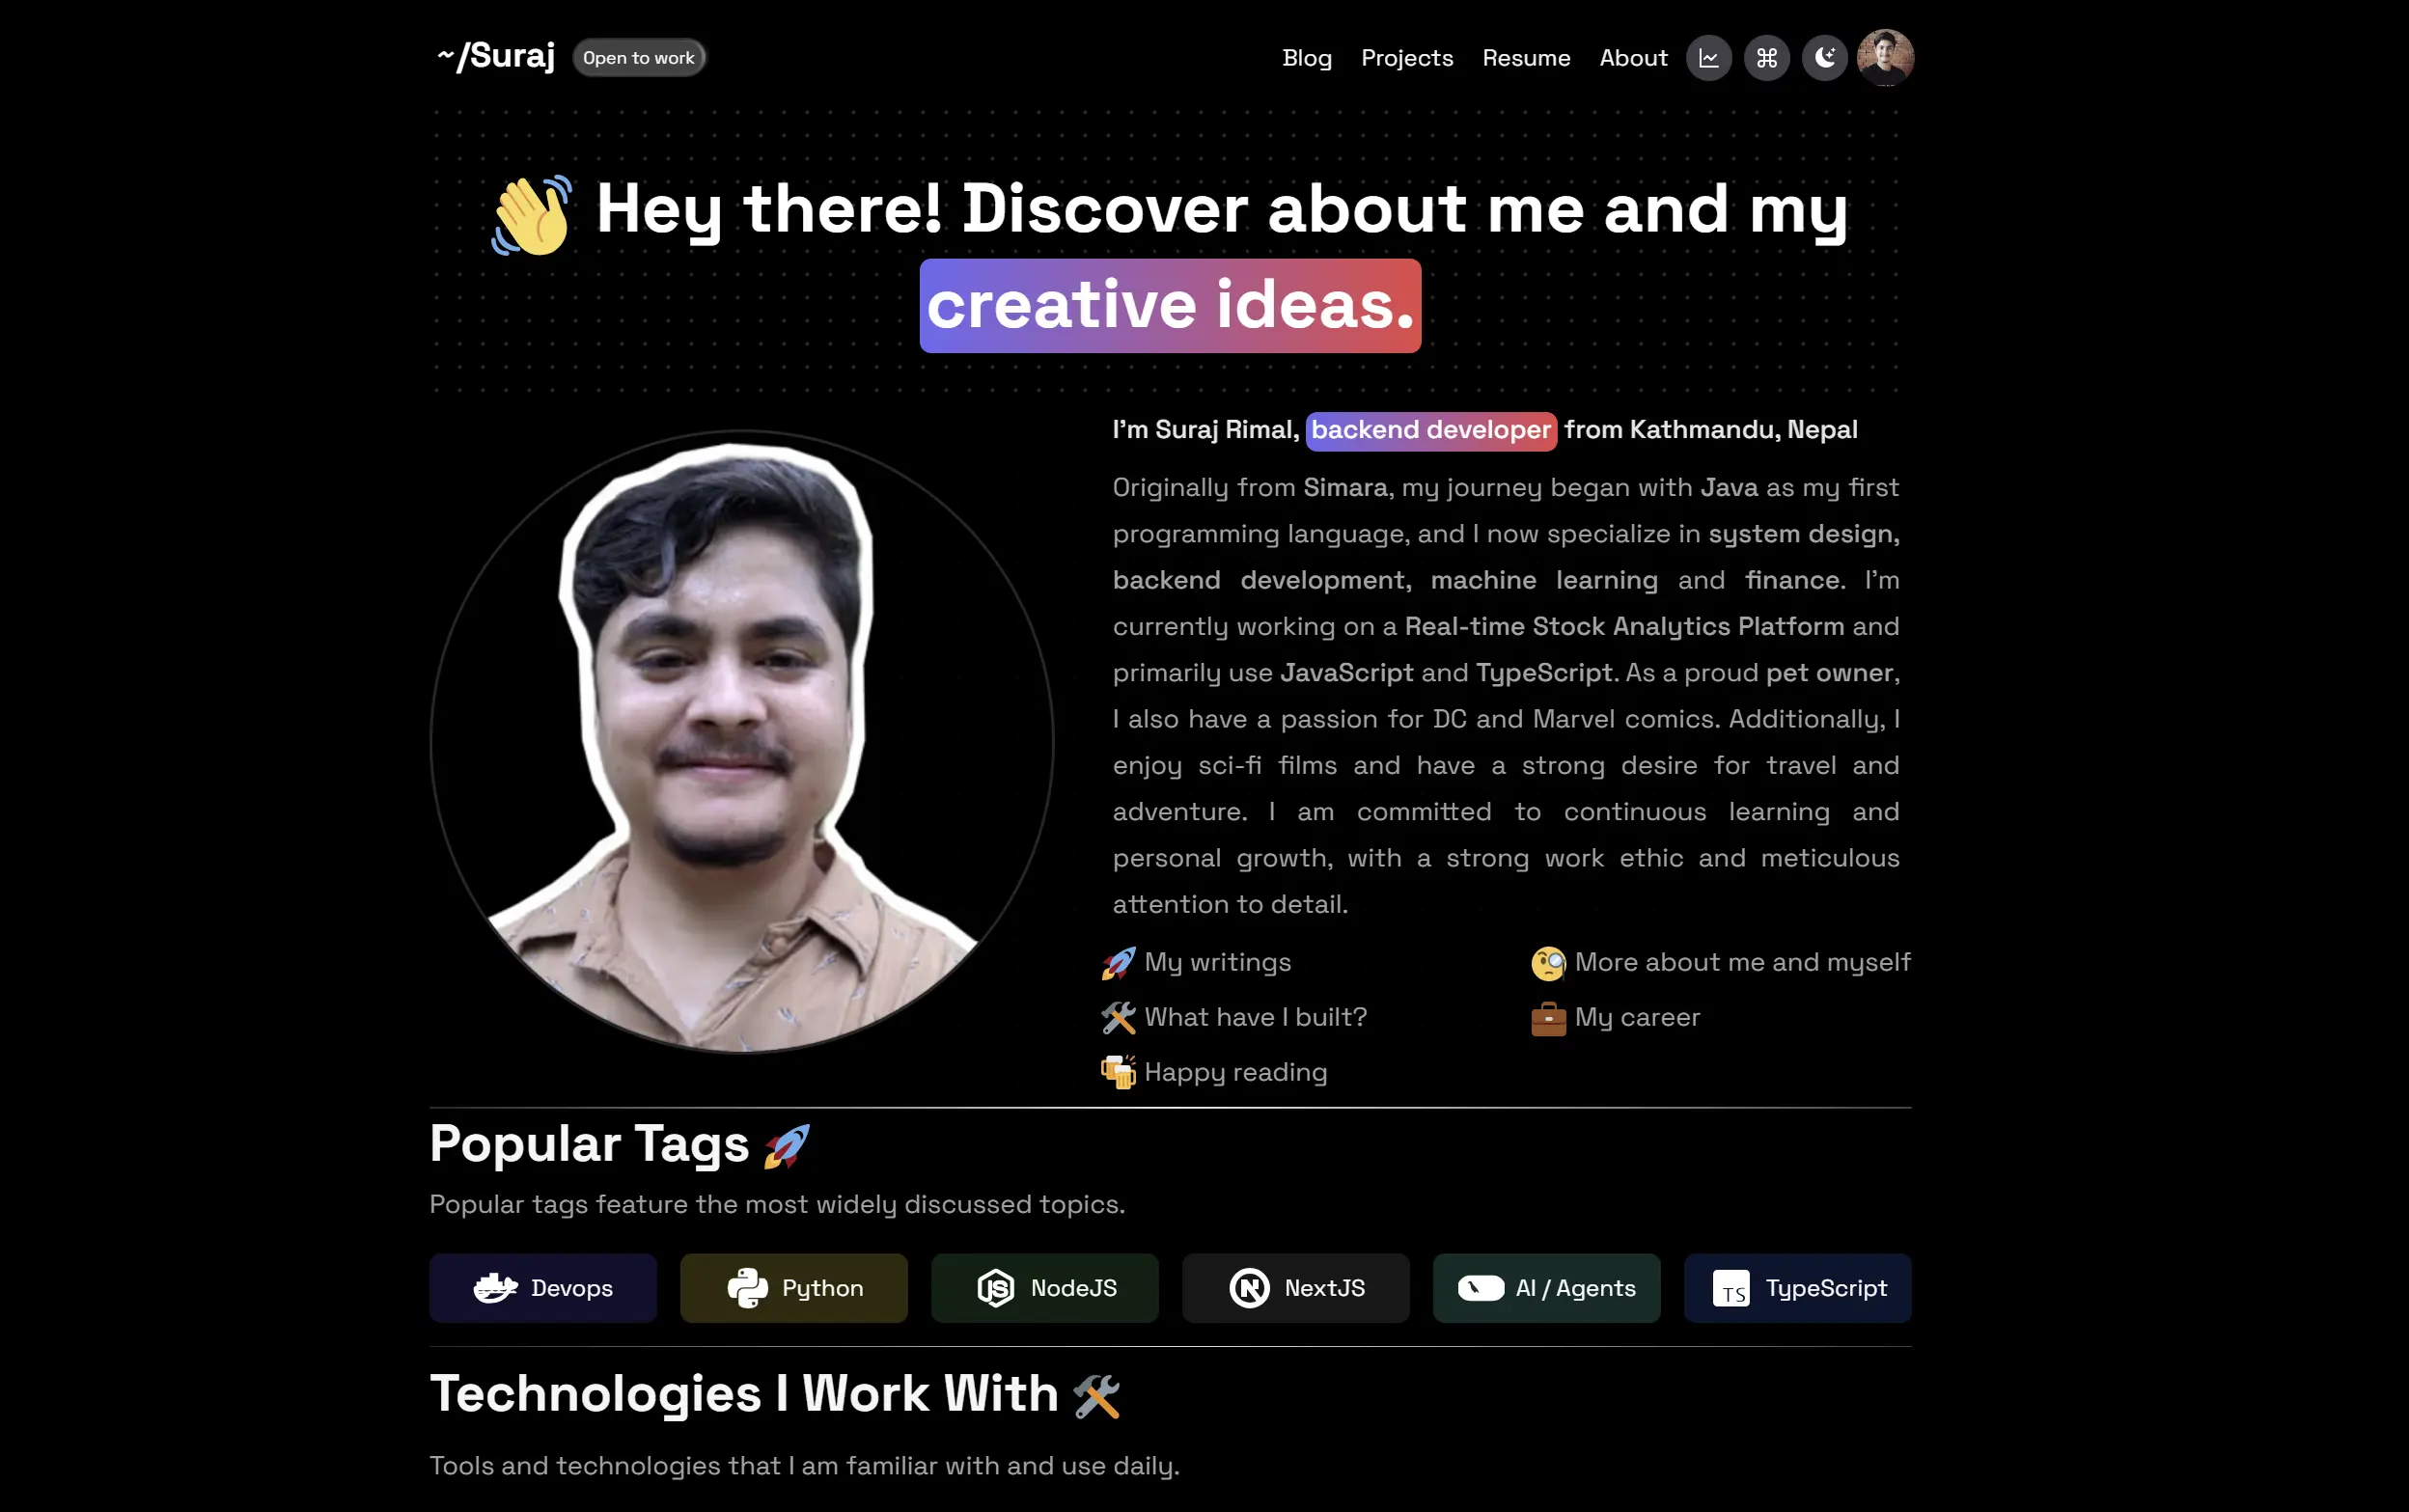 ~/Suraj Open to work Blog Projects Resume About
Hey there! Discover about me and my
creative ideas.
I'm Suraj Rimal, backend developer from Kathmandu, Nepal
Originally from Simara, my journey began with Java as my first
programming language, and I now specialize in system design,
backend development, machine learning and finance. I'm
currently working on a Real-time Stock Analytics Platform and
primarily use JavaScript and TypeScript. As a proud pet owner,
I also have a passion for DC and Marvel comics. Additionally, I
enjoy sci-fi films and have a strong desire for travel and
adventure. I am committed to continuous learning and
personal growth, with a strong work ethic and meticulous
attention to detail.
My writings More about me and myself
What have I built? My career
Happy reading
Popular Tags
Popular tags feature the most widely discussed topics.
Devops Python JS NodeJS N NextJS AI / Agents TS TypeScript
Technologies I Work With
Tools and technologies that I am familiar with and use daily.